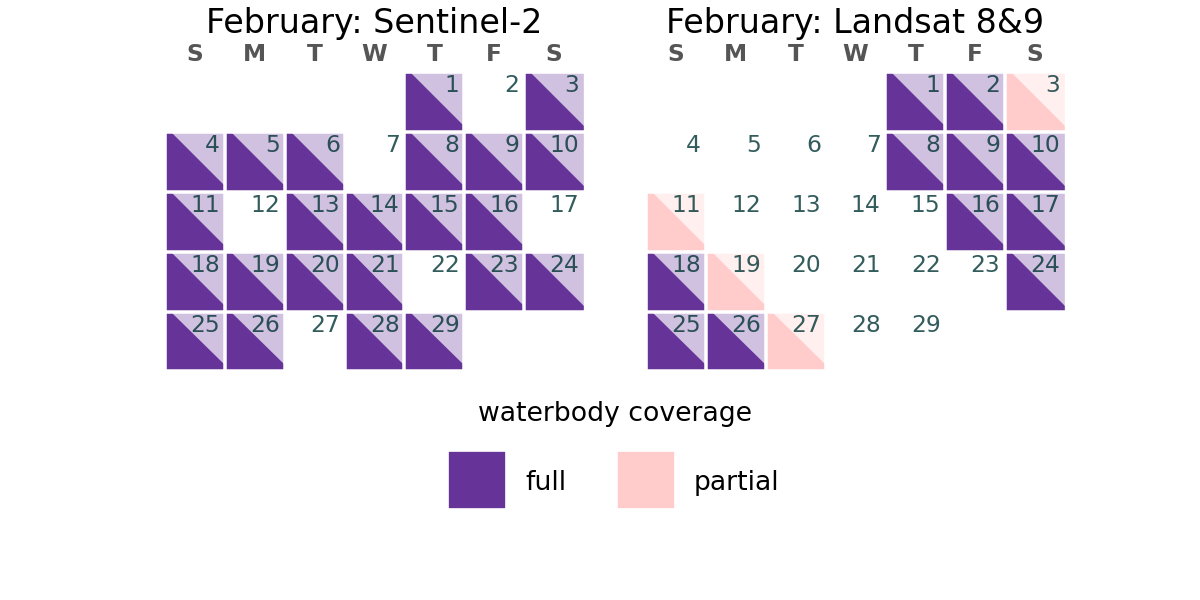 February: Sentinel-2
S M T W T F S
1 2 3
4 5 6 7 8 9 10
11 12 13 14 15 16 17
18 19 20 21 22 23 24
25 26 27 28 29
February: Landsat 8&9
S M T W T F S
1 2 3
4 5 6 7 8 9 10
11 12 13 14 15 16 17
18 19 20 21 22 23 24
25 26 27 28 29
waterbody coverage
full partial